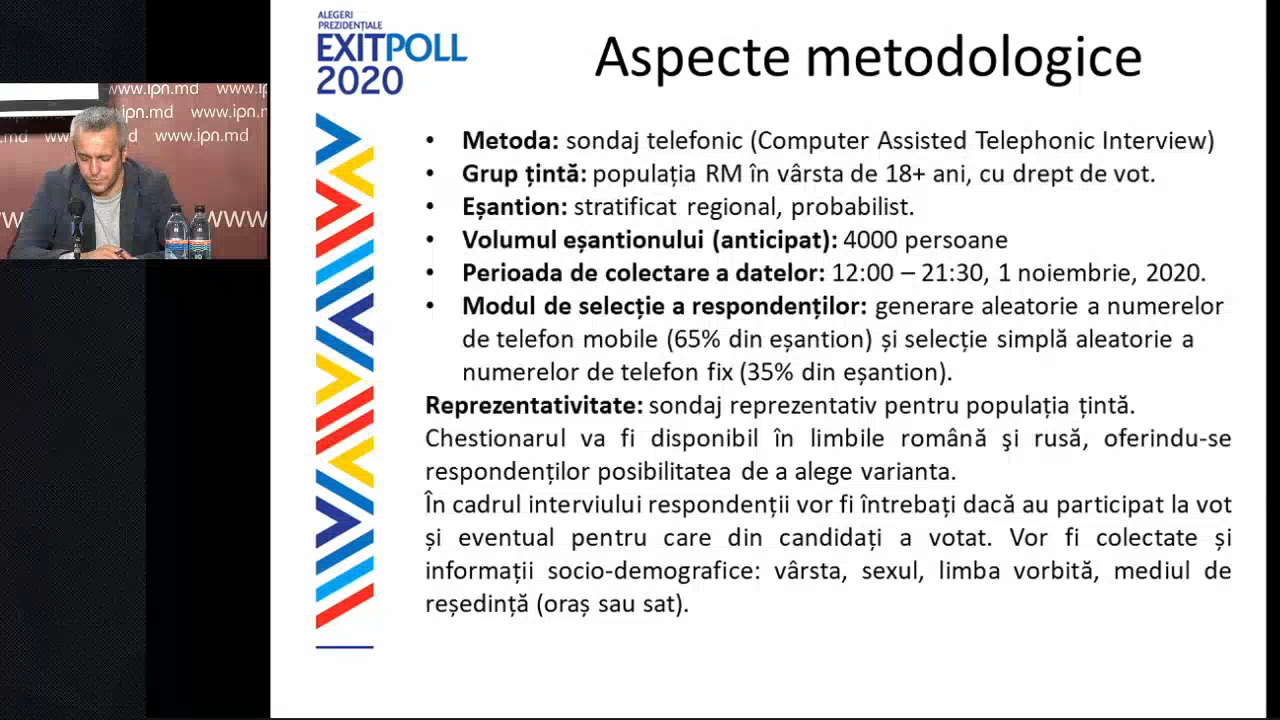 ALEGERI
PREZIDENȚIALE
EXITPOLL
2020
Aspecte metodologice
www.ipn.md www.ip
ipn.md www.ipn.m
.md www.ipn.md
www
• Metoda: sondaj telefonic (Computer Assisted Telephonic Interview)
• Grup țintă: populația RM în vârsta de 18+ ani, cu drept de vot.
• Eșantion: stratificat regional, probabilist.
• Volumul eșantionului (anticipat): 4000 persoane
• Perioada de colectare a datelor: 12:00 – 21:30, 1 noiembrie, 2020.
• Modul de selecție a respondenților: generare aleatorie a numerelor
de telefon mobile (65% din eșantion) și selecție simplă aleatorie a
numerelor de telefon fix (35% din eșantion).
Reprezentativitate: sondaj reprezentativ pentru populația țintă.
Chestionarul va fi disponibil în limbile română şi rusă, oferindu-se
respondenților posibilitatea de a alege varianta.
În cadrul interviului respondenții vor fi întrebați dacă au participat la vot
și eventual pentru care din candidați a votat. Vor fi colectate și
informații socio-demografice: vârsta, sexul, limba vorbită, mediul de
reședință (oraș sau sat).